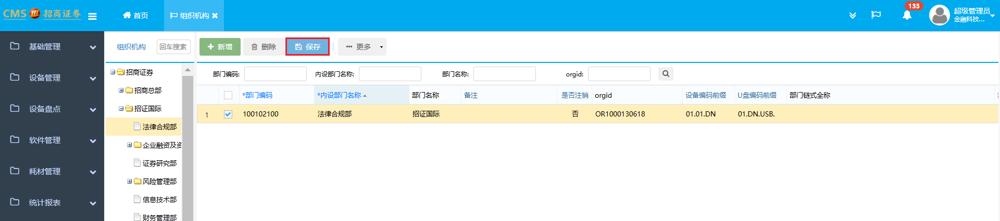 CMS 招商证券
首页
组织机构
133
超级管理员
金融科技...
基础管理
设备管理
设备盘点
软件管理
耗材管理
统计报表
组织机构
回车搜索
招商证券
招商总部
招证国际
法律合规部
企业融资及资
证券研究部
风险管理部
信息技术部
财务管理部
新增
删除
保存
更多
部门编码:
内设部门名称:
部门名称:
orgid:
*部门编码 *内设部门名称 部门名称 备注 是否注销 orgid 设备编码前缀 U盘编码前缀 部门链式全称
1 100102100 法律合规部 招证国际 否 OR1000130618 01.01.DN 01.DN.USB.